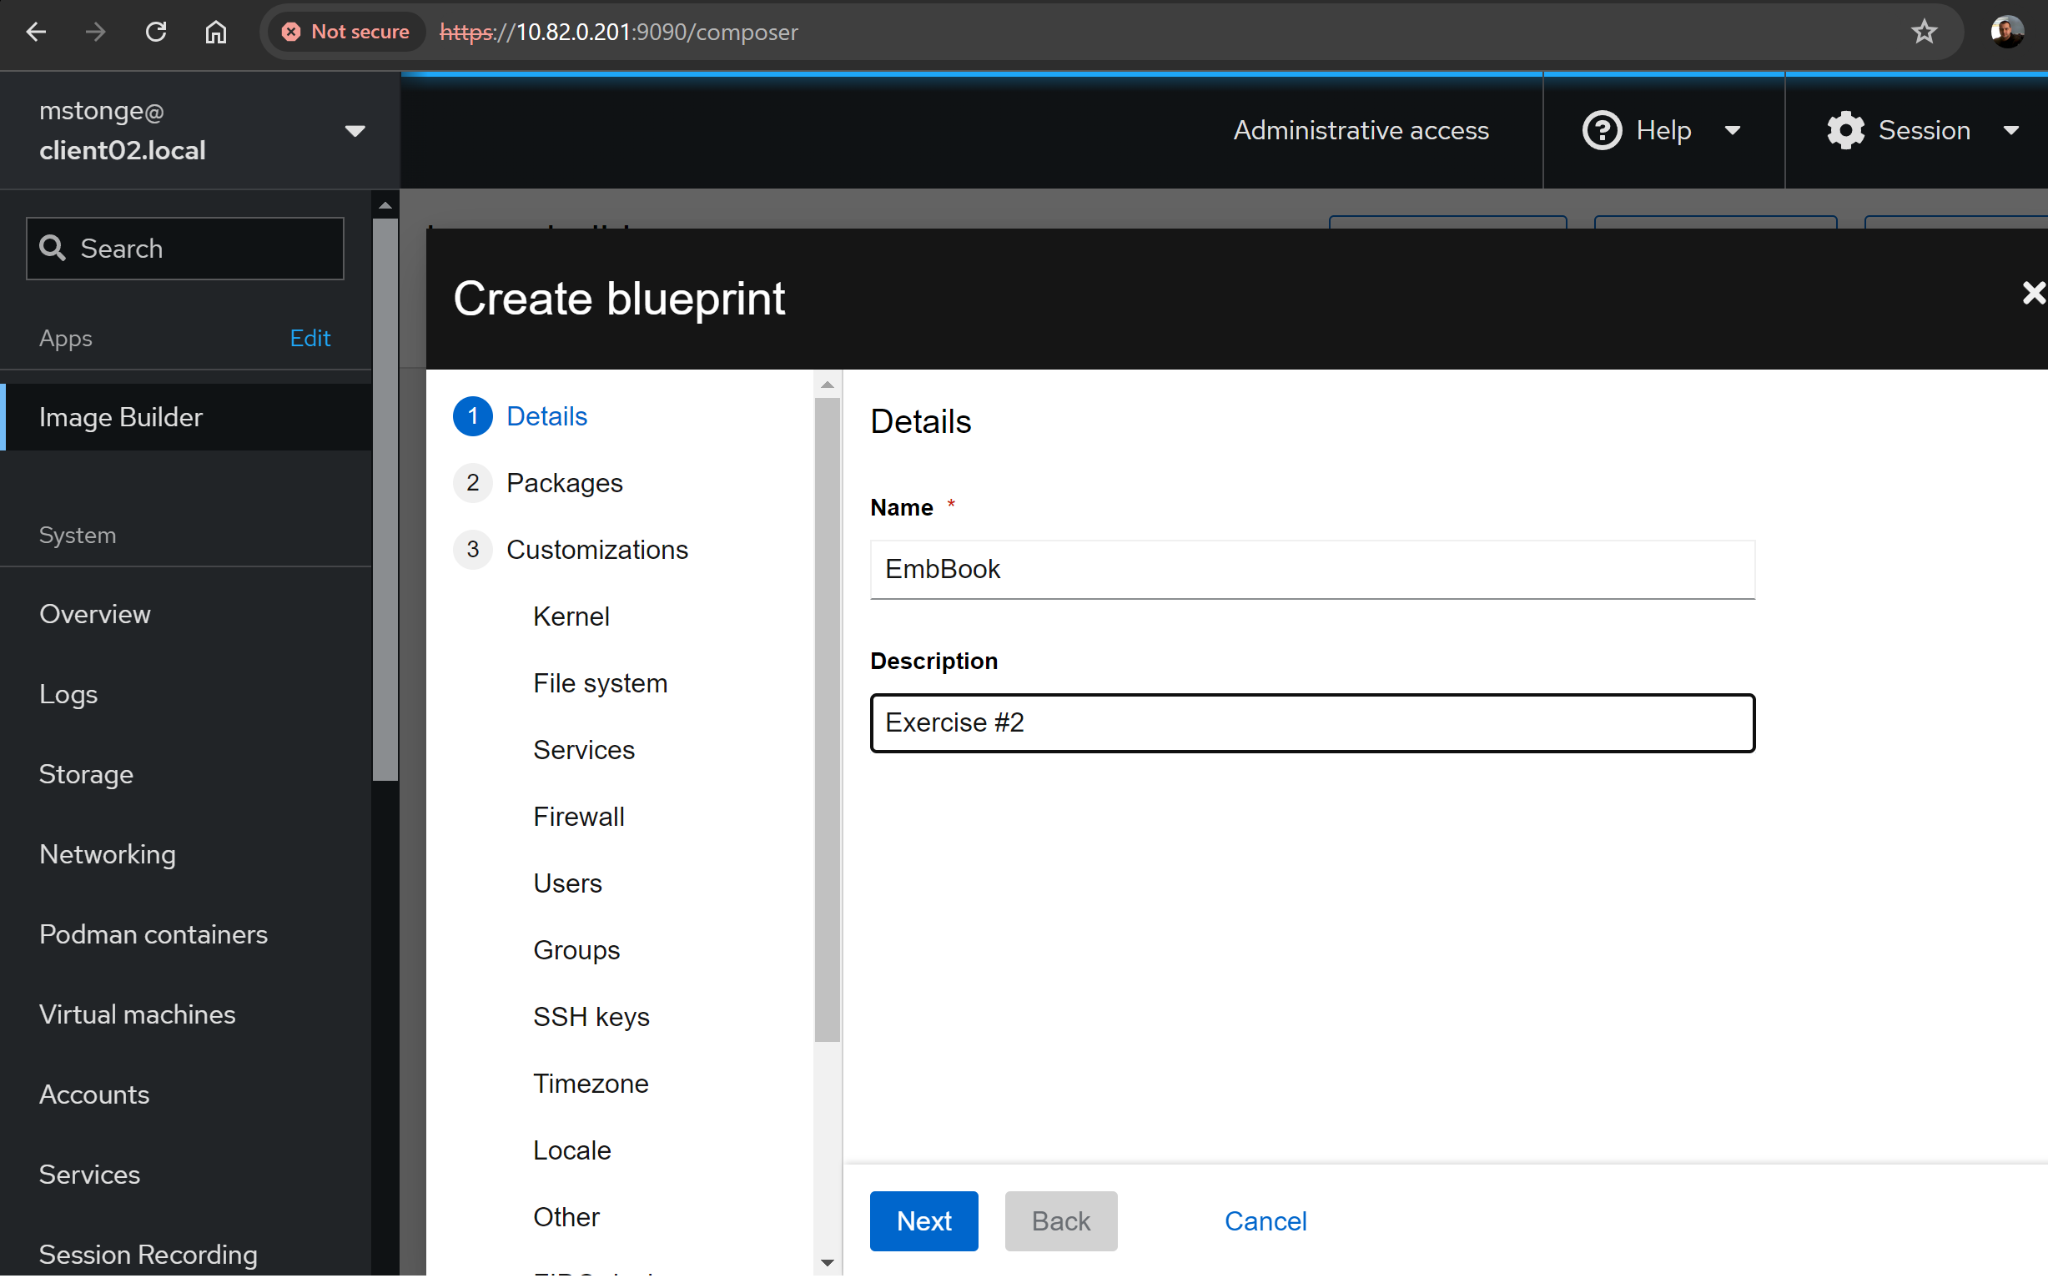 Not secure https://10.82.0.201:9090/composer
mstonge@
client02.local
Administrative access
Help
Session
Search
Apps Edit
Image Builder
System
Overview
Logs
Storage
Networking
Podman containers
Virtual machines
Accounts
Services
Session Recording
Create blueprint
1 Details
2 Packages
3 Customizations
Kernel
File system
Services
Firewall
Users
Groups
SSH keys
Timezone
Locale
Other
Details
Name *
EmbBook
Description
Exercise #2
Next Back Cancel